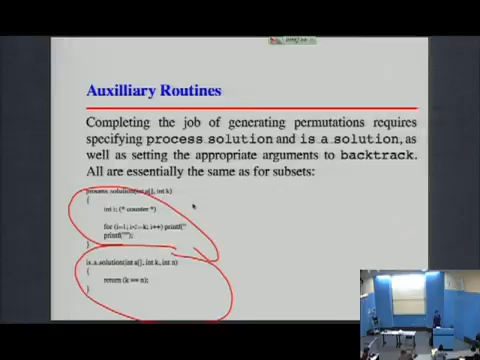 Auxilliary Routines
Completing the job of generating permutations requires
specifying process solution and is a solution, as
well as setting the appropriate arguments to backtrack.
All are essentially the same as for subsets:
process solution(int a[], int k)
{
int i; (* counter *)
for (i=1; i<=k; i++) printf("
printf("");
}
is a solution(int a[], int k, int n)
{
return (k == n);
}